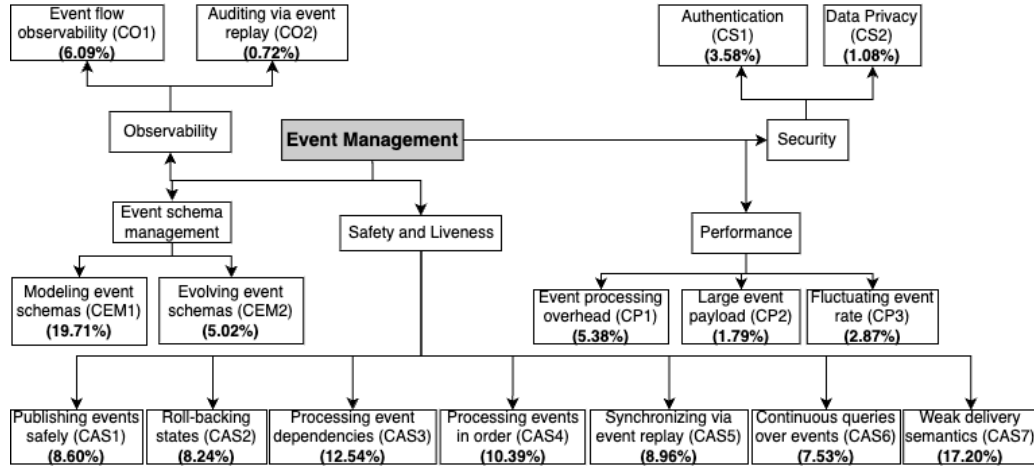 Event flow
observability (CO1)
(6.09%)
Auditing via event
replay (CO2)
(0.72%)
Authentication
(CS1)
(3.58%)
Data Privacy
(CS2)
(1.08%)
Observability
Event Management
Security
Event schema
management
Safety and Liveness
Performance
Modeling event
schemas (CEM1)
(19.71%)
Evolving event
schemas (CEM2)
(5.02%)
Event processing
overhead (CP1)
(5.38%)
Large event
payload (CP2)
(1.79%)
Fluctuating event
rate (CP3)
(2.87%)
Publishing events
safely (CAS1)
(8.60%)
Roll-backing
states (CAS2)
(8.24%)
Processing event
dependencies (CAS3)
(12.54%)
Processing events
in order (CAS4)
(10.39%)
Synchronizing via
event replay (CAS5)
(8.96%)
Continuous queries
over events (CAS6)
(7.53%)
Weak delivery
semantics (CAS7)
(17.20%)